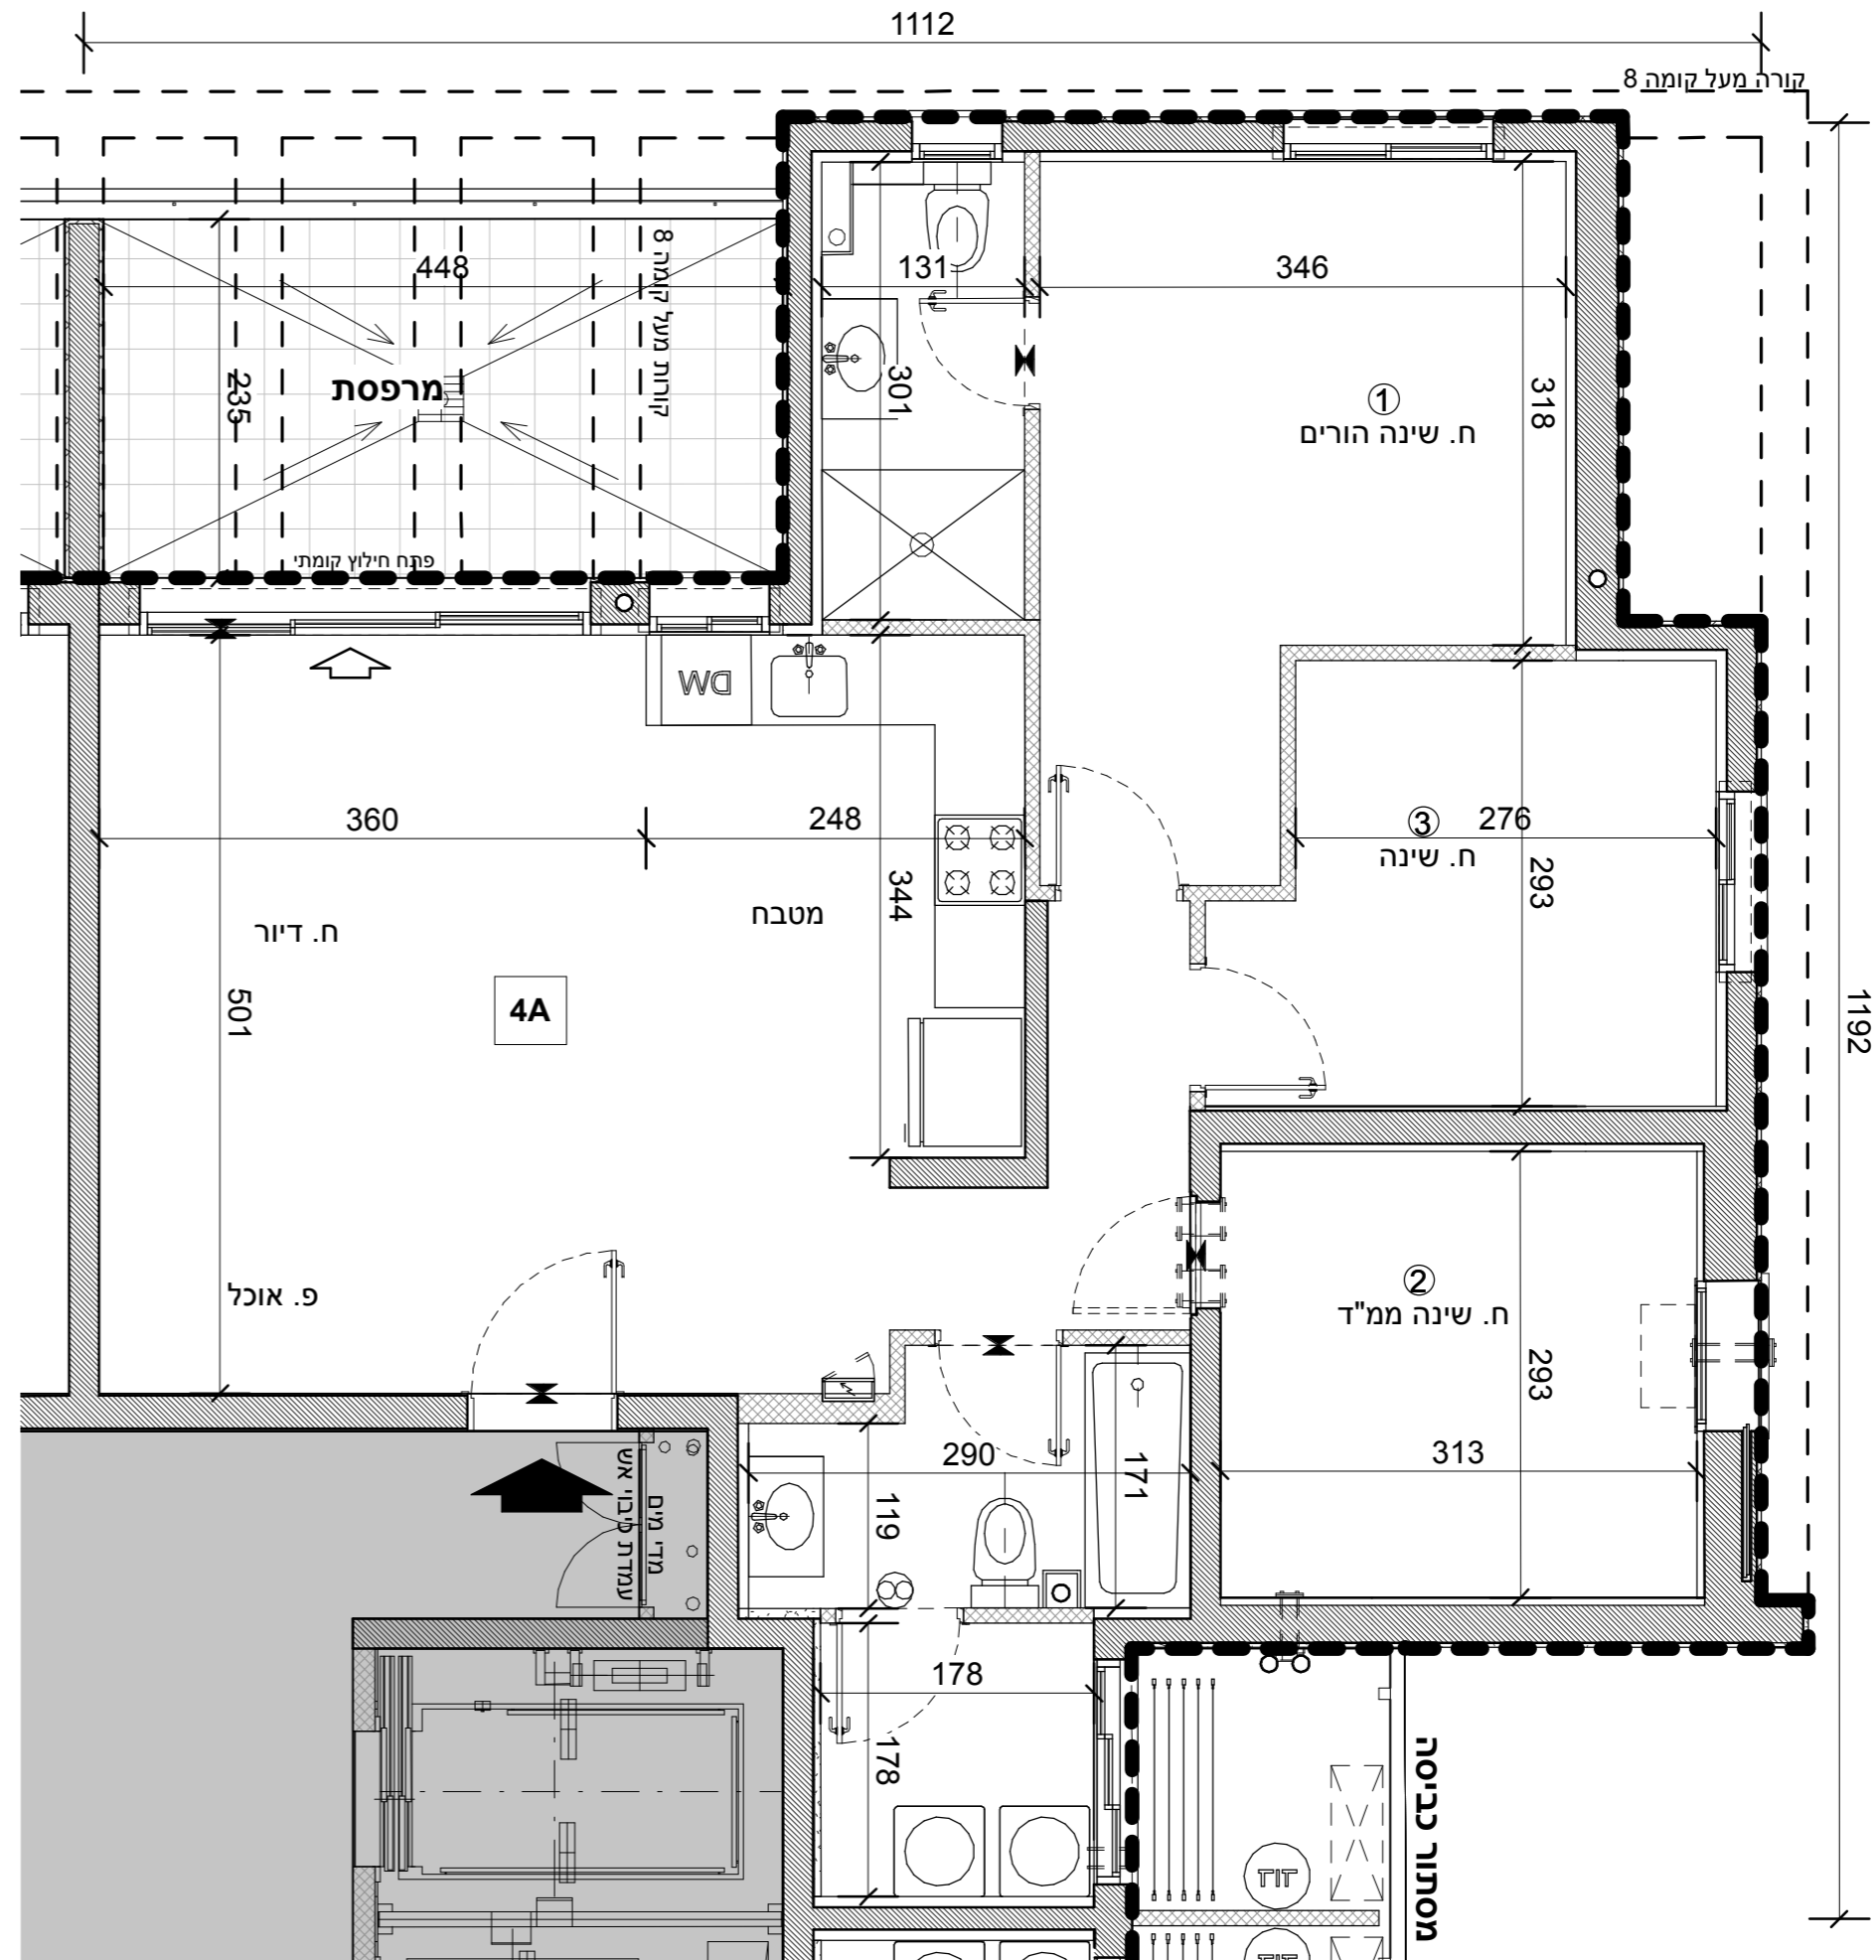 1112
קורה מעל קומה 8
448
131
346
קורות מעל קומה 8
235
מרפסת
301
①
ח. שינה הורים
318
פתח חילוץ קומתי
DW
360
248
③ 276
ח. שינה
293
344
מטבח
ח. דיור
4A
501
1192
פ. אוכל
②
ח. שינה ממ"ד
293
290
171
313
119
מדי מים
עמדת כיבוי אש
178
178
מסתור כביסה
דוד
דוד